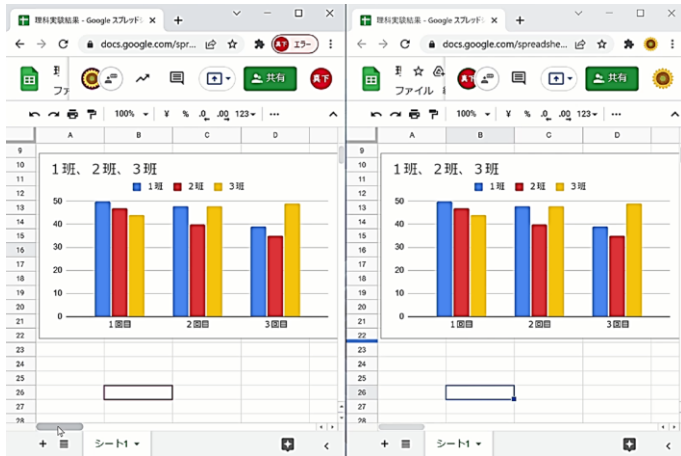 理科実験結果 - Google スプレッド
docs.google.com/spr...
真下
エラー
共有
真下
ファ
100%
¥
%
.0
.00
123
A
B
C
D
9
10
11
12
13
14
15
16
17
18
19
20
21
22
23
24
25
26
27
28
1班、2班、3班
1班
2班
3班
50
40
30
20
10
0
1回目
2回目
3回目
シート1
理科実験結果 - Google スプレッド
docs.google.com/spreadshe...
真下
共有
ファイル
100%
¥
%
.0
.00
123
A
B
C
D
9
10
11
12
13
14
15
16
17
18
19
20
21
22
23
24
25
26
27
28
1班、2班、3班
1班
2班
3班
50
40
30
20
10
0
1回目
2回目
3回目
シート1